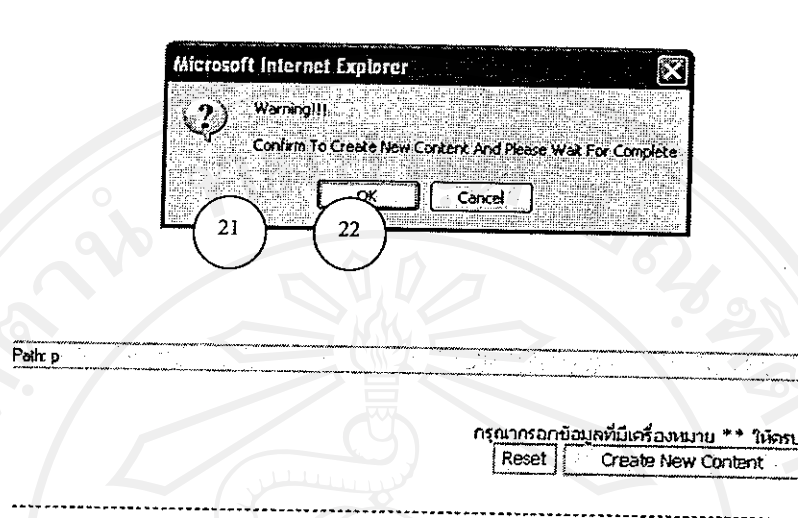 Microsoft Internet Explorer
Warning!!!
Confirm To Create New Content And Please Wait For Complete
OK Cancel
21 22
Path: p
กรุณากรอกข้อมูลที่มีเครื่องหมาย ** ให้ครบ
Reset Create New Content